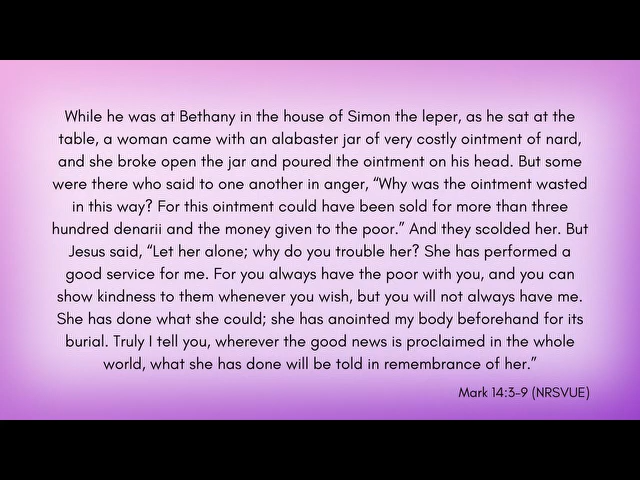 While he was at Bethany in the house of Simon the leper, as he sat at the
table, a woman came with an alabaster jar of very costly ointment of nard,
and she broke open the jar and poured the ointment on his head. But some
were there who said to one another in anger, “Why was the ointment wasted
in this way? For this ointment could have been sold for more than three
hundred denarii and the money given to the poor.” And they scolded her. But
Jesus said, “Let her alone; why do you trouble her? She has performed a
good service for me. For you always have the poor with you, and you can
show kindness to them whenever you wish, but you will not always have me.
She has done what she could; she has anointed my body beforehand for its
burial. Truly I tell you, wherever the good news is proclaimed in the whole
world, what she has done will be told in remembrance of her.”
Mark 14:3-9 (NRSVUE)